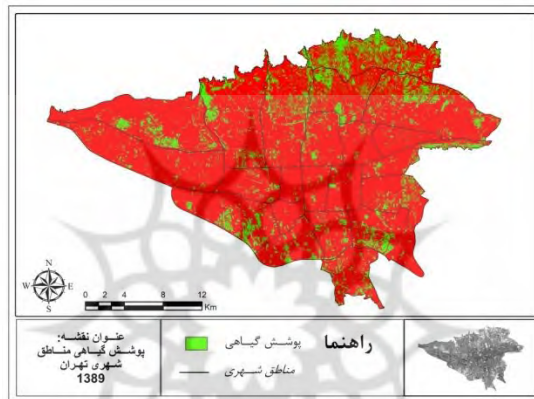 N
W E
S
0 2 4 8 12
Km
راهنما
پوشش گیاهی
مناطق شهری
عنوان نقشه:
پوشش گیاهی مناطق
شهری تهران
1389